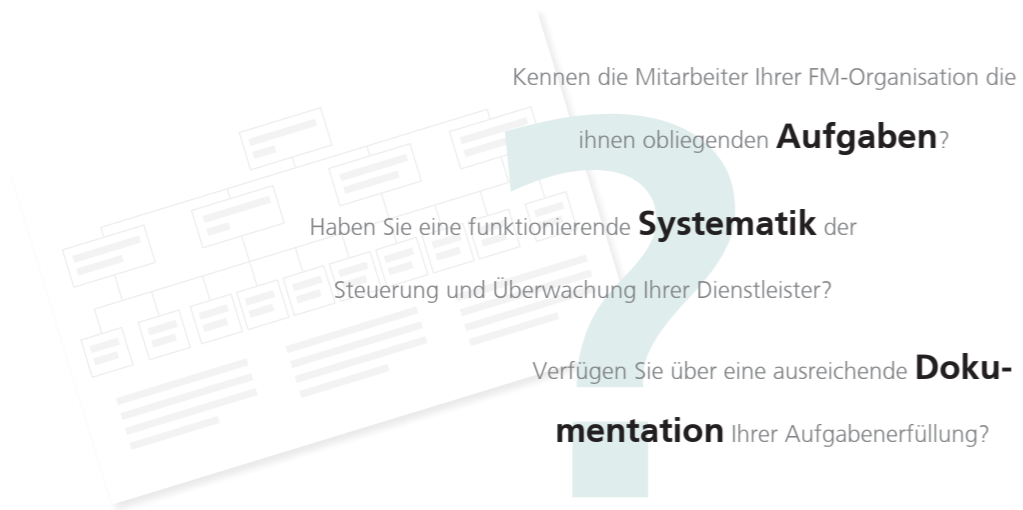 Kennen die Mitarbeiter Ihrer FM-Organisation die
ihnen obliegenden Aufgaben?
Haben Sie eine funktionierende Systematik der
Steuerung und Überwachung Ihrer Dienstleister?
Verfügen Sie über eine ausreichende Doku-
mentation Ihrer Aufgabenerfüllung?
?